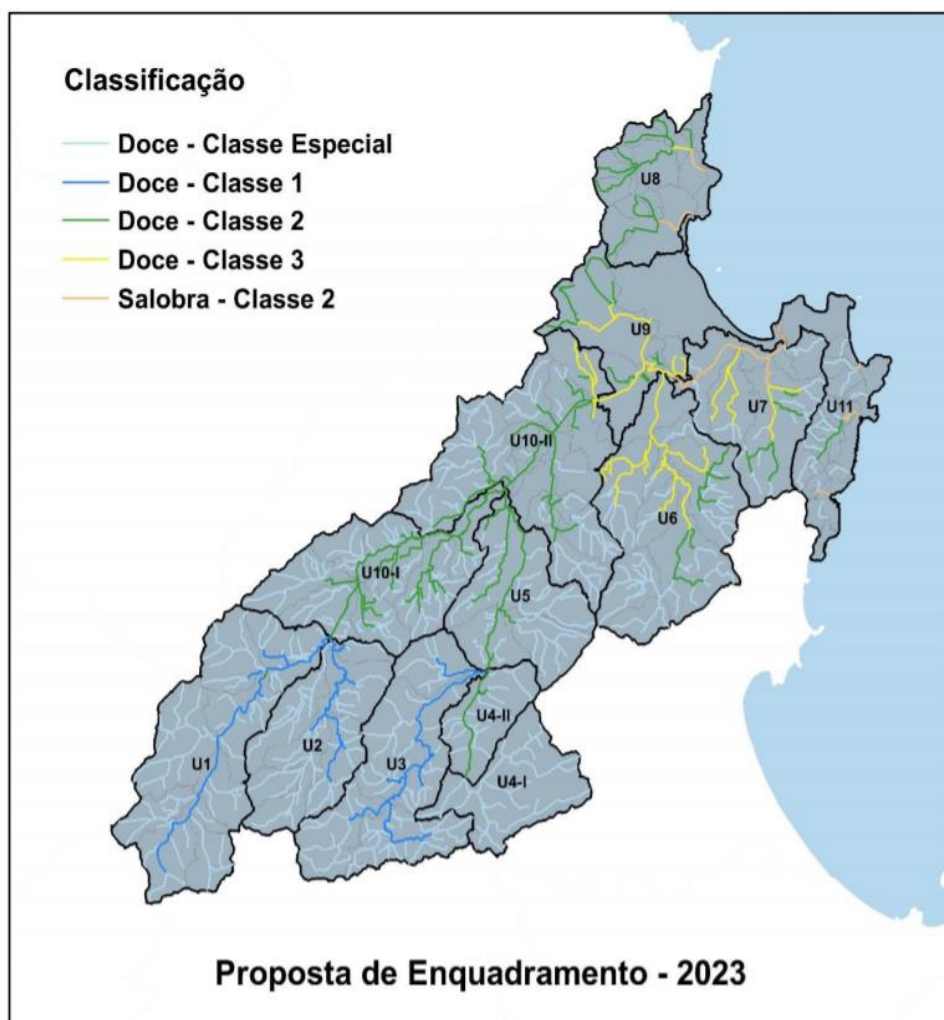 Classificação
Doce - Classe Especial
Doce - Classe 1
Doce - Classe 2
Doce - Classe 3
Salobra - Classe 2
U8
U9
U7
U11
U10-II
U6
U10-I
U5
U4-II
U2
U3
U1
U4-I
Proposta de Enquadramento - 2023